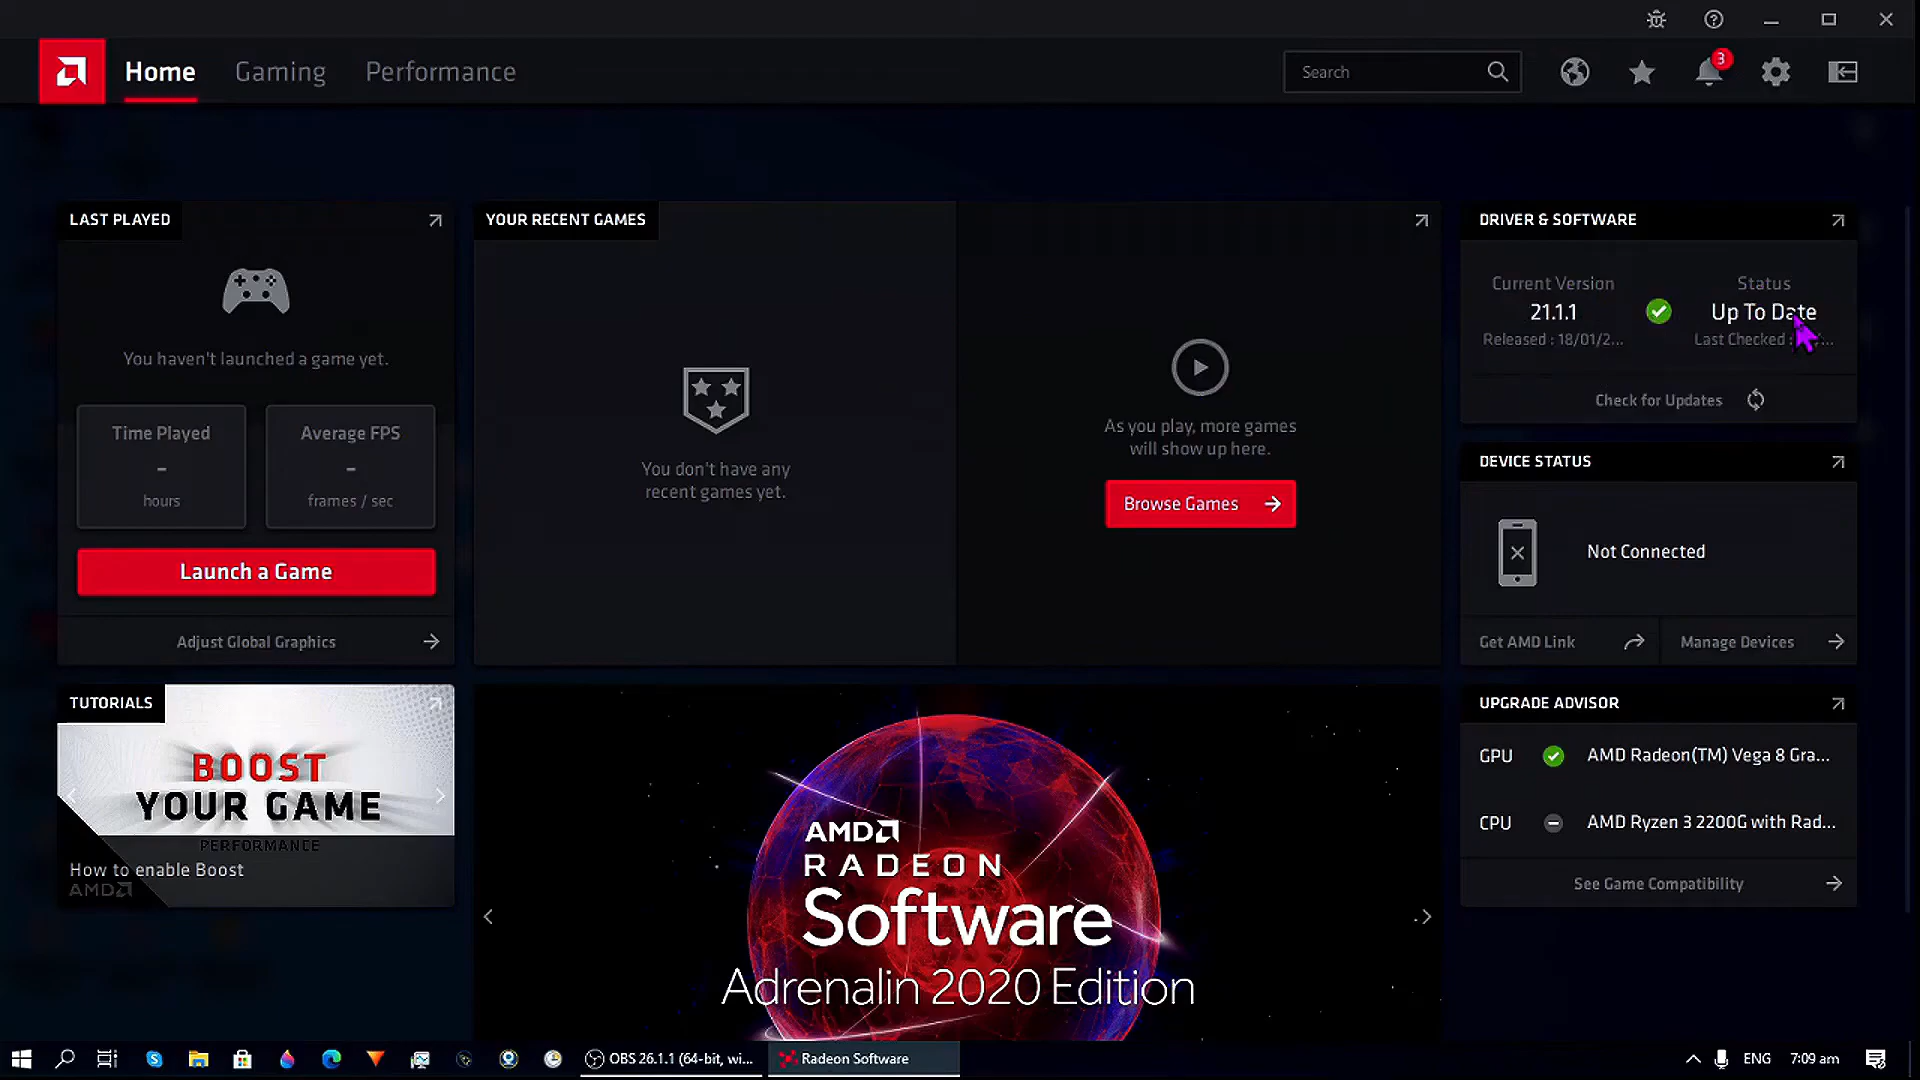 Home
Gaming
Performance
Search
3
LAST PLAYED
You haven't launched a game yet.
Time Played
-
hours
Average FPS
-
frames / sec
Launch a Game
Adjust Global Graphics
YOUR RECENT GAMES
You don't have any
recent games yet.
As you play, more games
will show up here.
Browse Games
DRIVER & SOFTWARE
Current Version
21.1.1
Released : 18/01/2...
Status
Up To Date
Last Checked :
Check for Updates
DEVICE STATUS
Not Connected
Get AMD Link
Manage Devices
TUTORIALS
BOOST
YOUR GAME
PERFORMANCE
How to enable Boost
AMD
AMD
RADEON
Software
Adrenalin 2020 Edition
UPGRADE ADVISOR
GPU
AMD Radeon(TM) Vega 8 Gra...
CPU
AMD Ryzen 3 2200G with Rad...
See Game Compatibility
OBS 26.1.1 (64-bit, wi...
Radeon Software
ENG
7:09 am